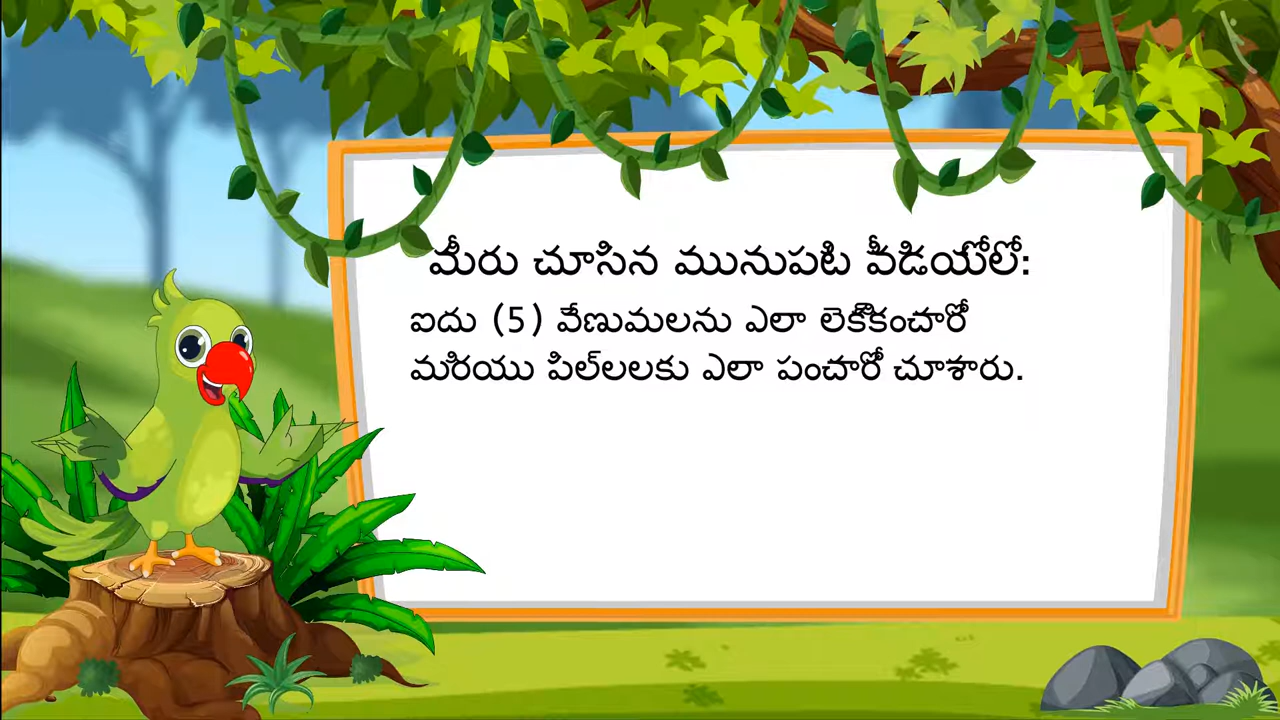 మీరు చూసిన మునుపటి వీడియోలో:
ఐదు (5) వేణుమలను ఎలా లెక్కించారో
మరియు పిల్లలకు ఎలా పంచారో చూశారు.